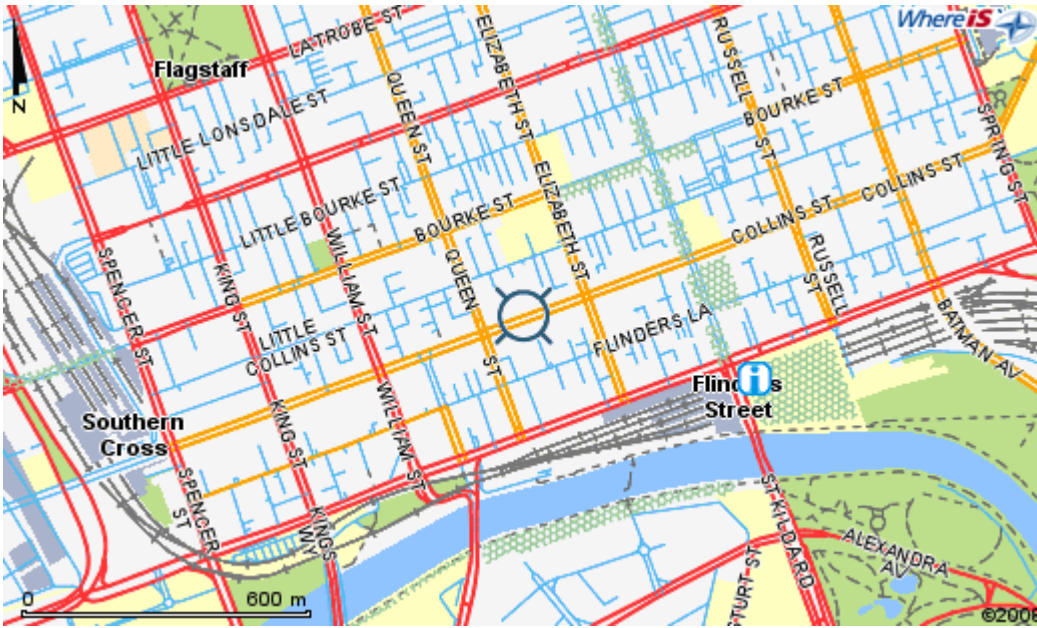 WhereiS
LATROBE ST
Flagstaff
ELIZABETH ST
RUSSELL ST
QUEEN ST
N
BOURKE ST
SPRING ST
LITTLE LONSDALE ST
ELIZABETH ST
COLLINS ST
LITTLE BOURKE ST
BOURKE ST
COLLINS ST
WILLIAM ST
SPENCER ST
KING ST
QUEEN ST
RUSSELL ST
LITTLE
COLLINS ST
FLINDERS LA
BATMAN AV
i
Flinders
Street
Southern
Cross
WILLIAM ST
KING ST
SPENCER ST
KINGS WY
ST KILDA RD
ALEXANDRA AV
STURT ST
0 600 m